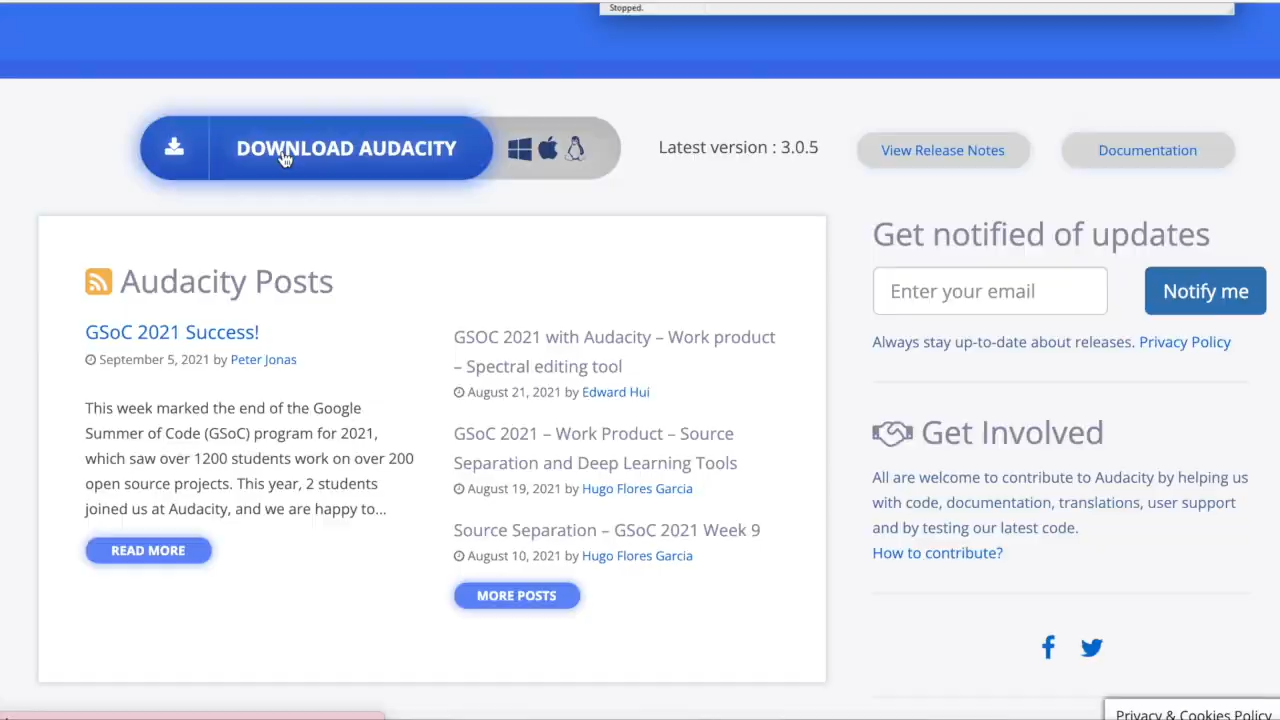 Stopped.
DOWNLOAD AUDACITY
Latest version : 3.0.5
View Release Notes
Documentation
Audacity Posts
GSoC 2021 Success!
September 5, 2021 by Peter Jonas
This week marked the end of the Google
Summer of Code (GSoC) program for 2021,
which saw over 1200 students work on over 200
open source projects. This year, 2 students
joined us at Audacity, and we are happy to...
READ MORE
GSOC 2021 with Audacity – Work product
– Spectral editing tool
August 21, 2021 by Edward Hui
GSoC 2021 – Work Product – Source
Separation and Deep Learning Tools
August 19, 2021 by Hugo Flores Garcia
Source Separation – GSoC 2021 Week 9
August 10, 2021 by Hugo Flores Garcia
MORE POSTS
Get notified of updates
Enter your email
Notify me
Always stay up-to-date about releases. Privacy Policy
Get Involved
All are welcome to contribute to Audacity by helping us
with code, documentation, translations, user support
and by testing our latest code.
How to contribute?
Privacy & Cookies Policy